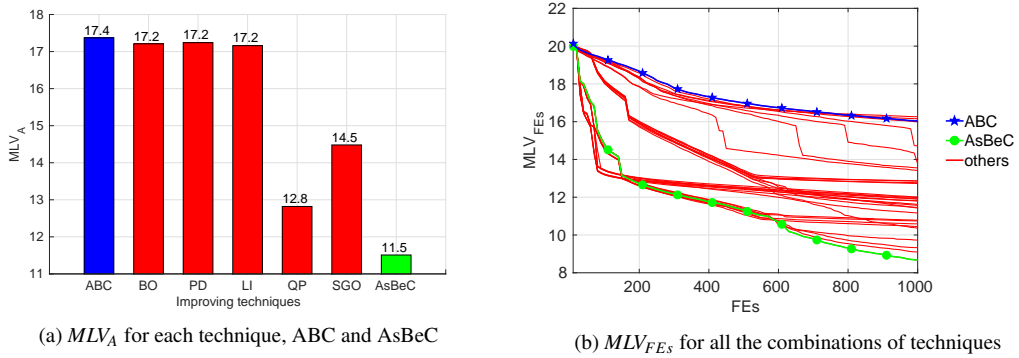 18
17
16
15
14
13
12
11
MLV_A
17.4
17.2
17.2
17.2
12.8
14.5
11.5
ABC BO PD LI QP SGO AsBeC
Improving techniques
(a) MLV_A for each technique, ABC and AsBeC
20
18
16
14
12
10
8
MLV_FEs
200 400 600 800 1000
FEs
ABC
AsBeC
others
(b) MLV_FEs for all the combinations of techniques